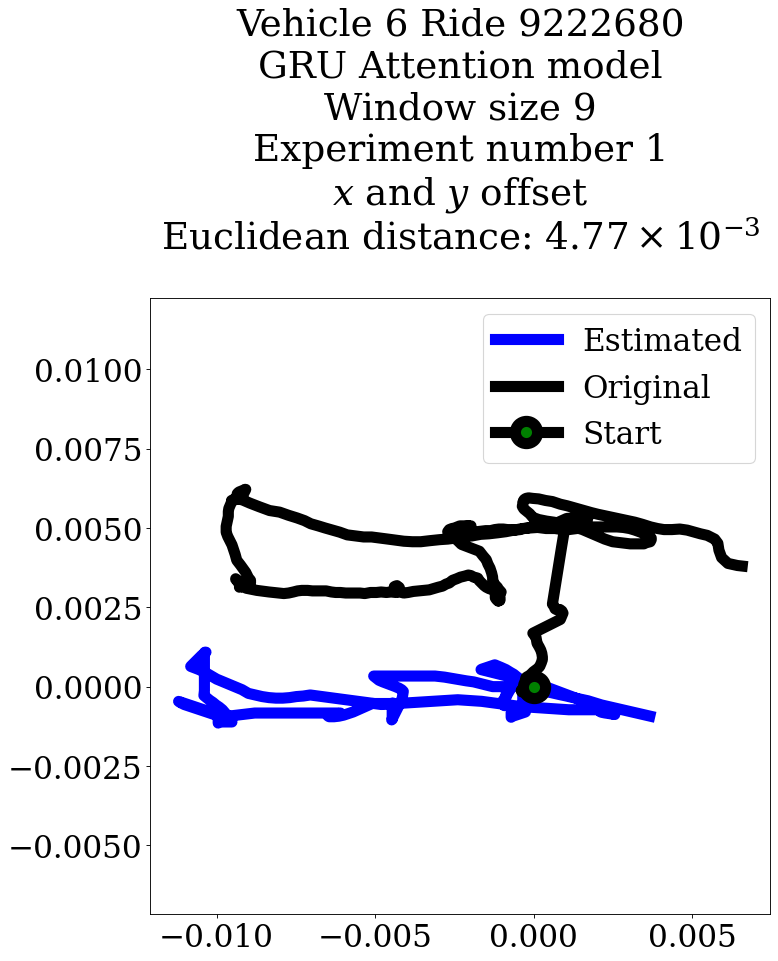 Vehicle 6 Ride 9222680
GRU Attention model
Window size 9
Experiment number 1
x and y offset
Euclidean distance: 4.77 × 10⁻³
Estimated
Original
Start
0.0100
0.0075
0.0050
0.0025
0.0000
−0.0025
−0.0050
−0.010 −0.005 0.000 0.005